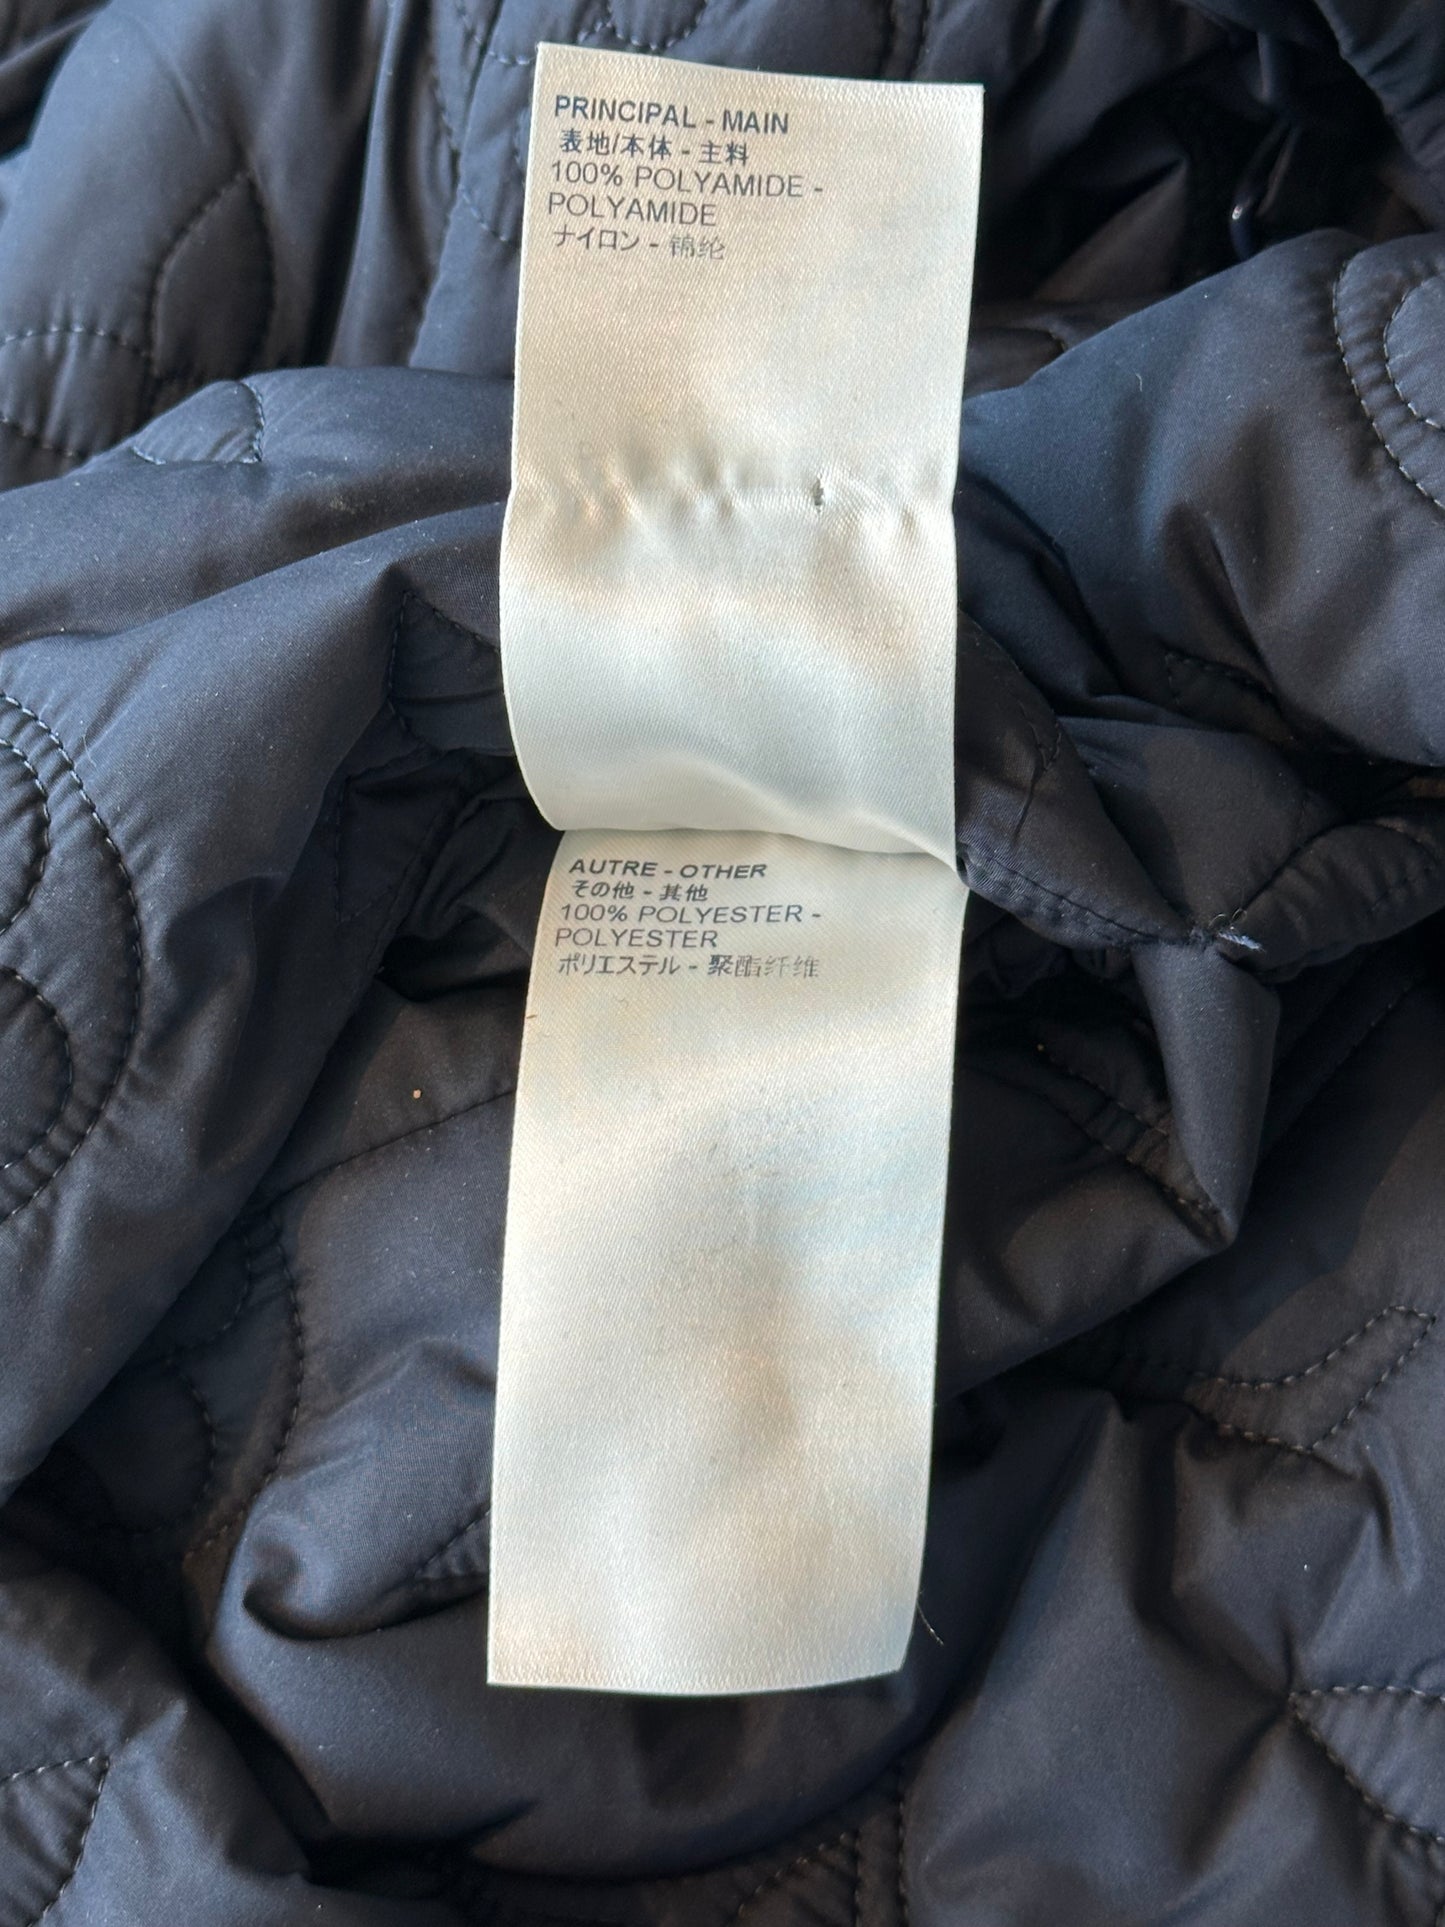 PRINCIPAL - MAIN
表地/本体 - 主料
100% POLYAMIDE -
POLYAMIDE
ナイロン - 锦纶
AUTRE - OTHER
その他 - 其他
100% POLYESTER -
POLYESTER
ポリエステル - 聚酯纤维